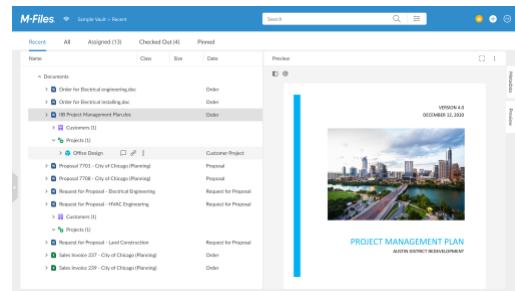 M-Files. Sample Vault > Recent Search
Recent All Assigned (13) Checked Out (4) Pinned
Name Class Size Date Preview
Documents
Order for Electrical engineering.doc Order
Order for Electrical installing.doc Order
IBI Project Management Plan.doc Order
Customers (1)
Projects (1)
Office Design Customer Project
Proposal 7701 - City of Chicago (Planning) Proposal
Proposal 7708 - City of Chicago (Planning) Proposal
Request for Proposal - Electrical Engineering Request for Proposal
Request for Proposal - HVAC Engineering Request for Proposal
Customers (1)
Projects (1)
Request for Proposal - Land Construction Request for Proposal
Sales Invoice 237 - City of Chicago (Planning) Order
Sales Invoice 239 - City of Chicago (Planning) Order
VERSION 4.0
DECEMBER 12, 2020
PROJECT MANAGEMENT PLAN
AUSTIN DISTRICT REDEVELOPMENT
Metadata
Preview